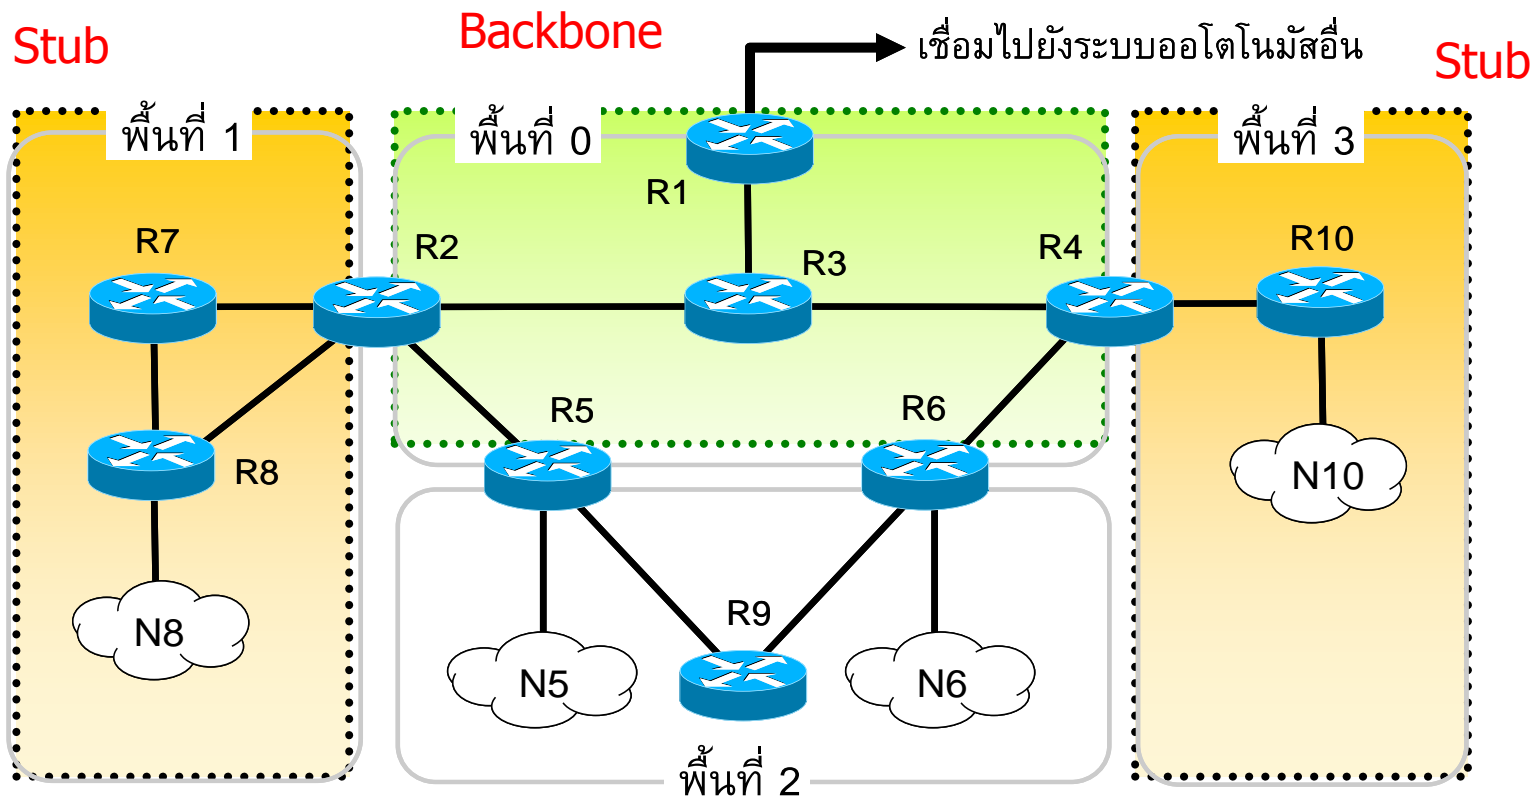 Stub
Backbone
เชื่อมไปยังระบบออโตโนมัสอื่น
Stub
พื้นที่ 1
พื้นที่ 0
พื้นที่ 3
R1
R7
R2
R3
R4
R10
R5
R6
R8
N10
R9
N8
N5
N6
พื้นที่ 2